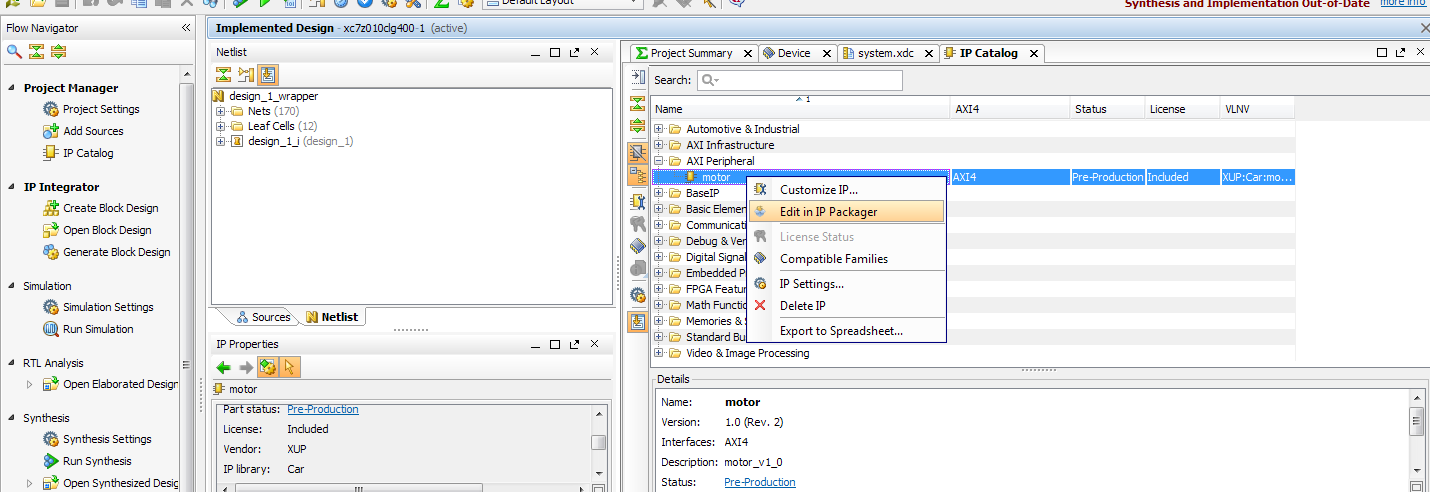 Default Layout
Synthesis and Implementation Out-of-Date more info
Flow Navigator
Project Manager
Project Settings
Add Sources
IP Catalog
IP Integrator
Create Block Design
Open Block Design
Generate Block Design
Simulation
Simulation Settings
Run Simulation
RTL Analysis
Open Elaborated Design
Synthesis
Synthesis Settings
Run Synthesis
Open Synthesized Design
Implemented Design - xc7z010clg400-1 (active)
Netlist
design_1_wrapper
Nets (170)
Leaf Cells (12)
design_1_i (design_1)
Sources Netlist
IP Properties
motor
Part status: Pre-Production
License: Included
Vendor: XUP
IP library: Car
Project Summary Device system.xdc IP Catalog
Search:
Name 1 AXI4 Status License VLNV
Automotive & Industrial
AXI Infrastructure
AXI Peripheral
motor AXI4 Pre-Production Included XUP:Car:mo...
BaseIP
Basic Elemen
Communicati
Debug & Ver
Digital Signal
Embedded P
FPGA Featur
Math Functio
Memories & S
Standard Bu
Video & Image Processing
Customize IP...
Edit in IP Packager
License Status
Compatible Families
IP Settings...
Delete IP
Export to Spreadsheet...
Details
Name: motor
Version: 1.0 (Rev. 2)
Interfaces: AXI4
Description: motor_v1_0
Status: Pre-Production